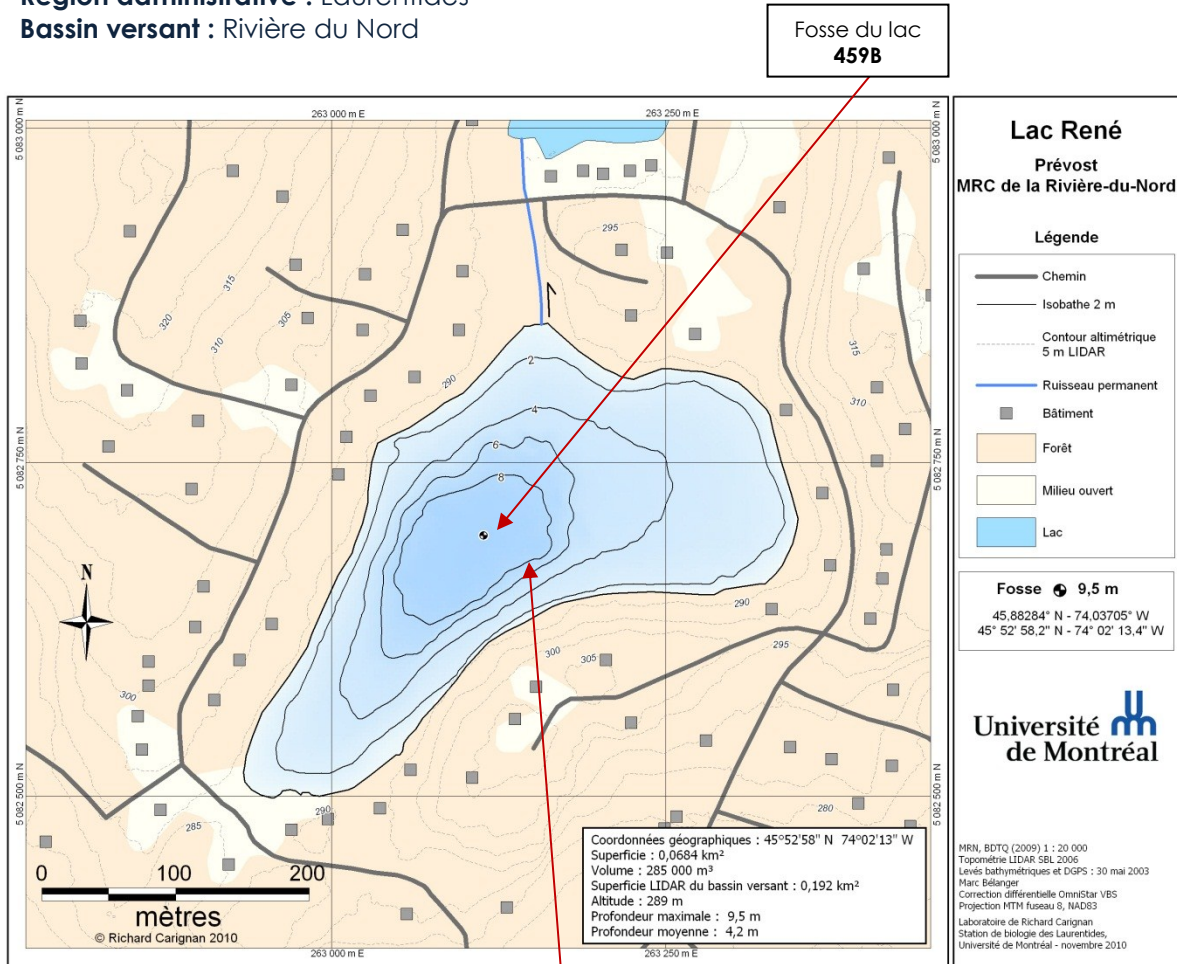 Région administrative : Laurentides
Bassin versant : Rivière du Nord
Fosse du lac
459B
263 000 m E
263 250 m E
5 083 000 m N
5 083 000 m N
295
315
320
305
310
290
315
310
2
4
6
8
5 082 750 m N
5 082 750 m N
N
290
295
300
305
300
290
285
280
5 082 500 m N
5 082 500 m N
0 100 200
mètres
© Richard Carignan 2010
263 000 m E
263 250 m E
Coordonnées géographiques : 45°52'58" N 74°02'13" W
Superficie : 0,0684 km²
Volume : 285 000 m³
Superficie LIDAR du bassin versant : 0,192 km²
Altitude : 289 m
Profondeur maximale : 9,5 m
Profondeur moyenne : 4,2 m
Lac René
Prévost
MRC de la Rivière-du-Nord
Légende
Chemin
Isobathe 2 m
Contour altimétrique
5 m LIDAR
Ruisseau permanent
Bâtiment
Forêt
Milieu ouvert
Lac
Fosse 9,5 m
45,88284° N - 74,03705° W
45° 52' 58,2" N - 74° 02' 13,4" W
Université
de Montréal
MRN, BDTQ (2009) 1 : 20 000
Topométrie LIDAR SBL 2006
Levés bathymétriques et DGPS : 30 mai 2003
Marc Bélanger
Correction différentielle OmniStar VBS
Projection MTM fuseau 8, NAD83
Laboratoire de Richard Carignan
Station de biologie des Laurentides,
Université de Montréal - novembre 2010